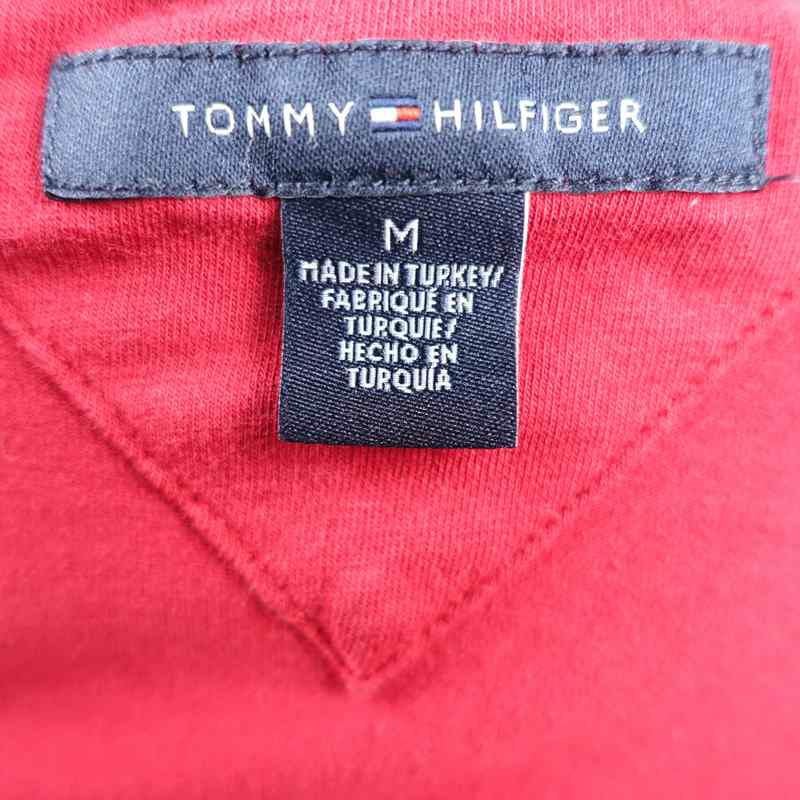 TOMMY HILFIGER
M
MADE IN TURKEY/
FABRIQUÉ EN
TURQUIE/
HECHO EN
TURQUÍA